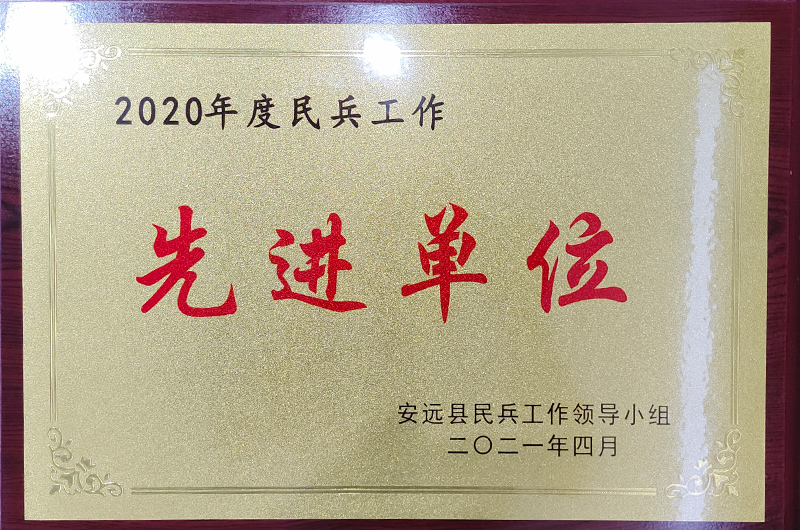 2020年度民兵工作
先进单位
安远县民兵工作领导小组
二〇二一年四月